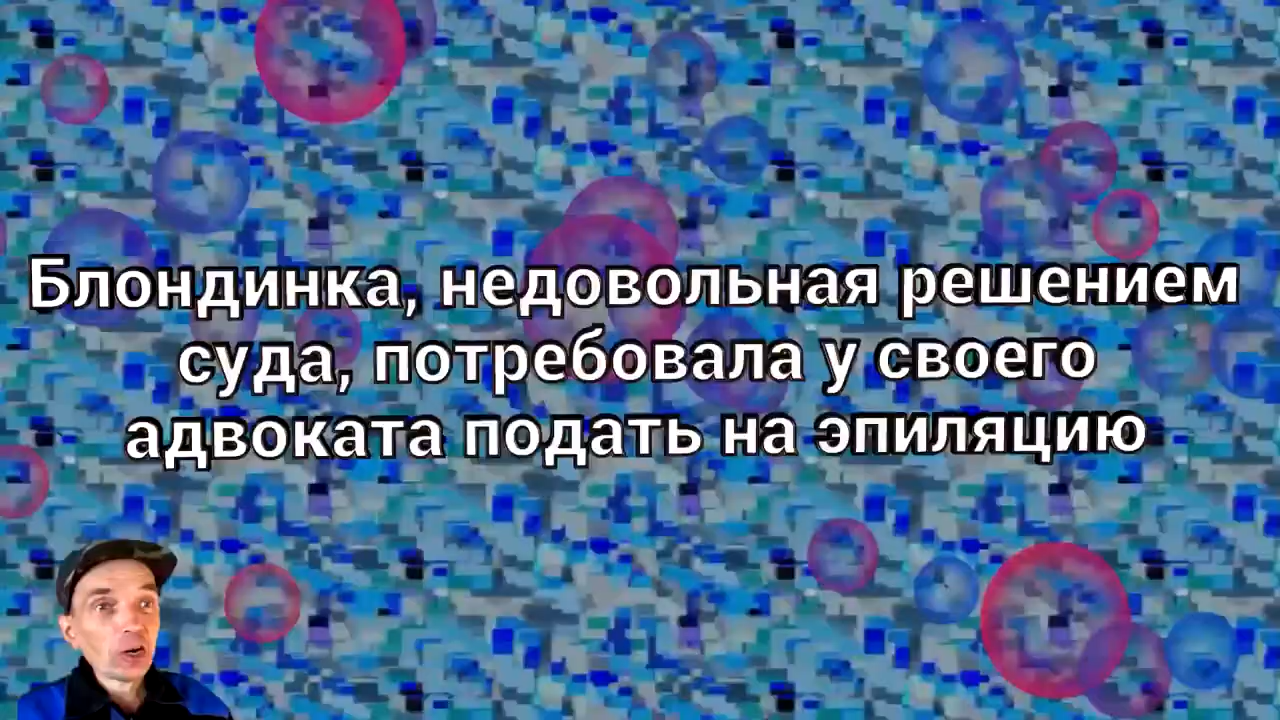 Блондинка, недовольная решением
суда, потребовала у своего
адвоката подать на эпиляцию